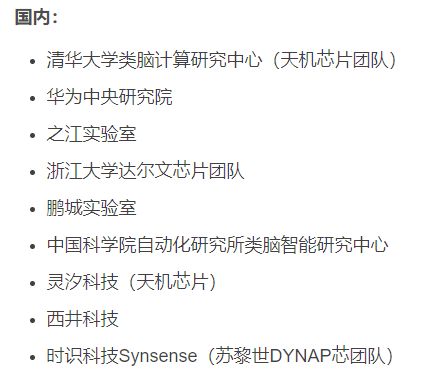 国内：
清华大学类脑计算研究中心（天机芯片团队）
华为中央研究院
之江实验室
浙江大学达尔文芯片团队
鹏城实验室
中国科学院自动化研究所类脑智能研究中心
灵汐科技（天机芯片）
西井科技
时识科技Synsense（苏黎世DYNAP芯团队）